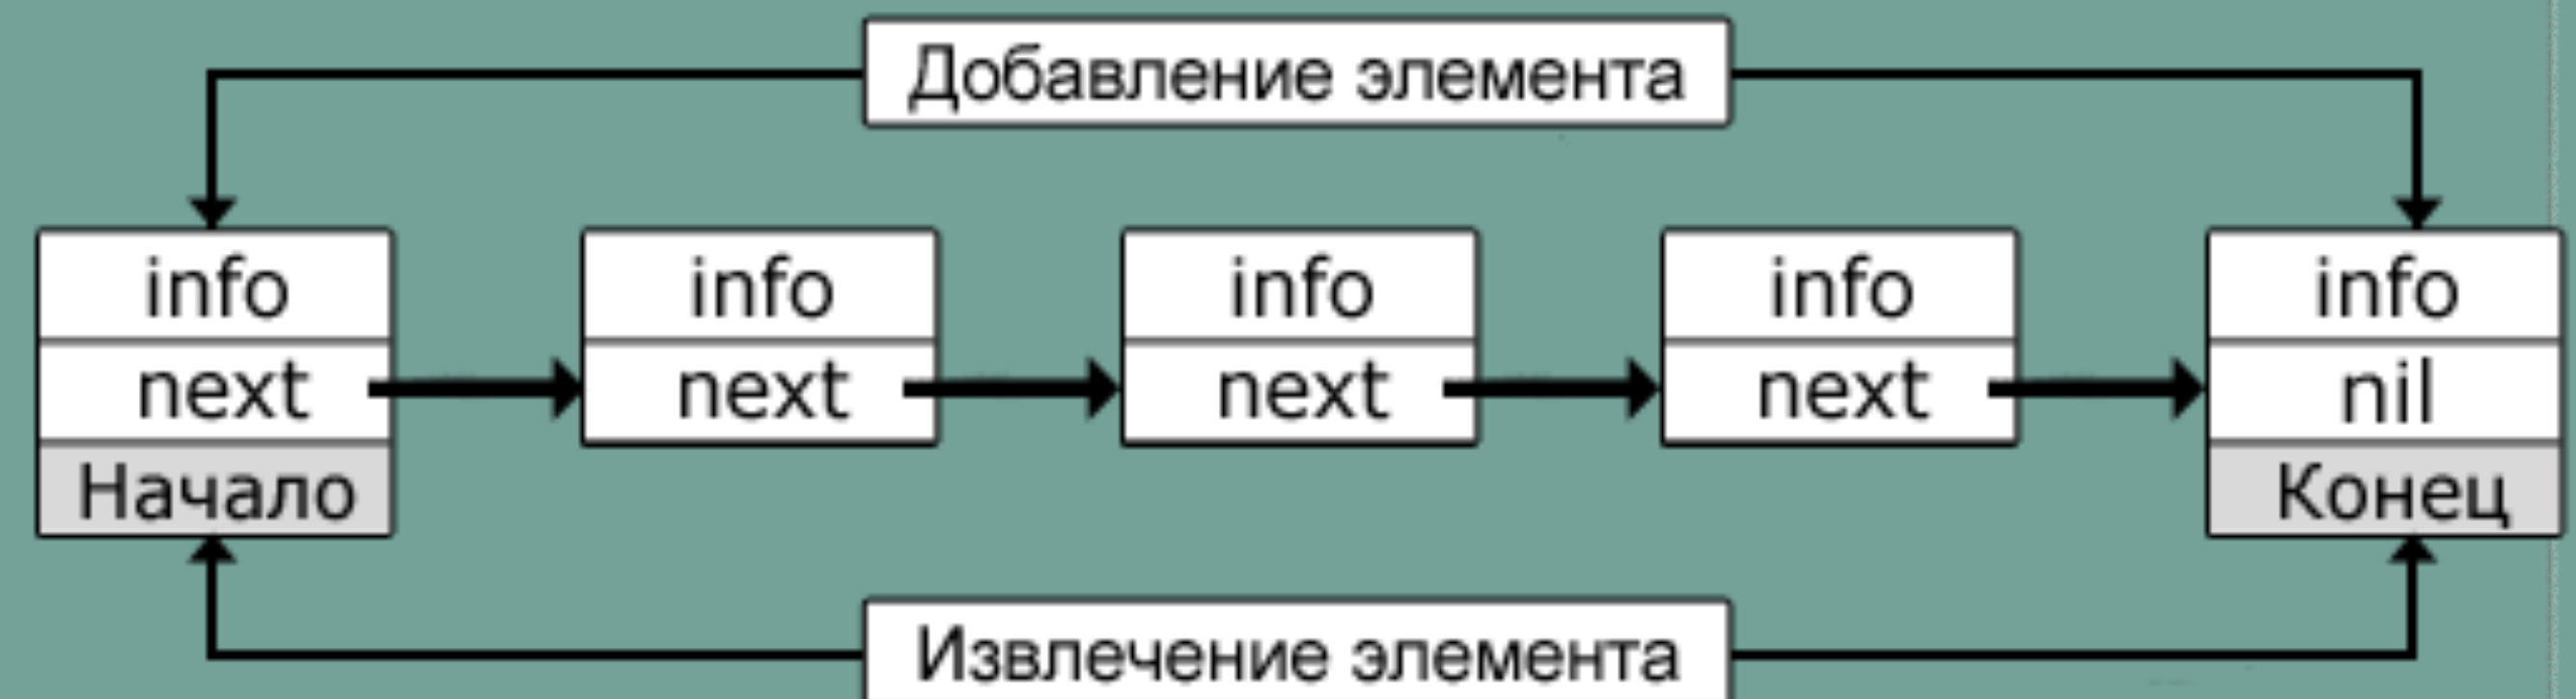 Добавление элемента
info
next
Начало
info
next
info
next
info
next
info
nil
Конец
Извлечение элемента